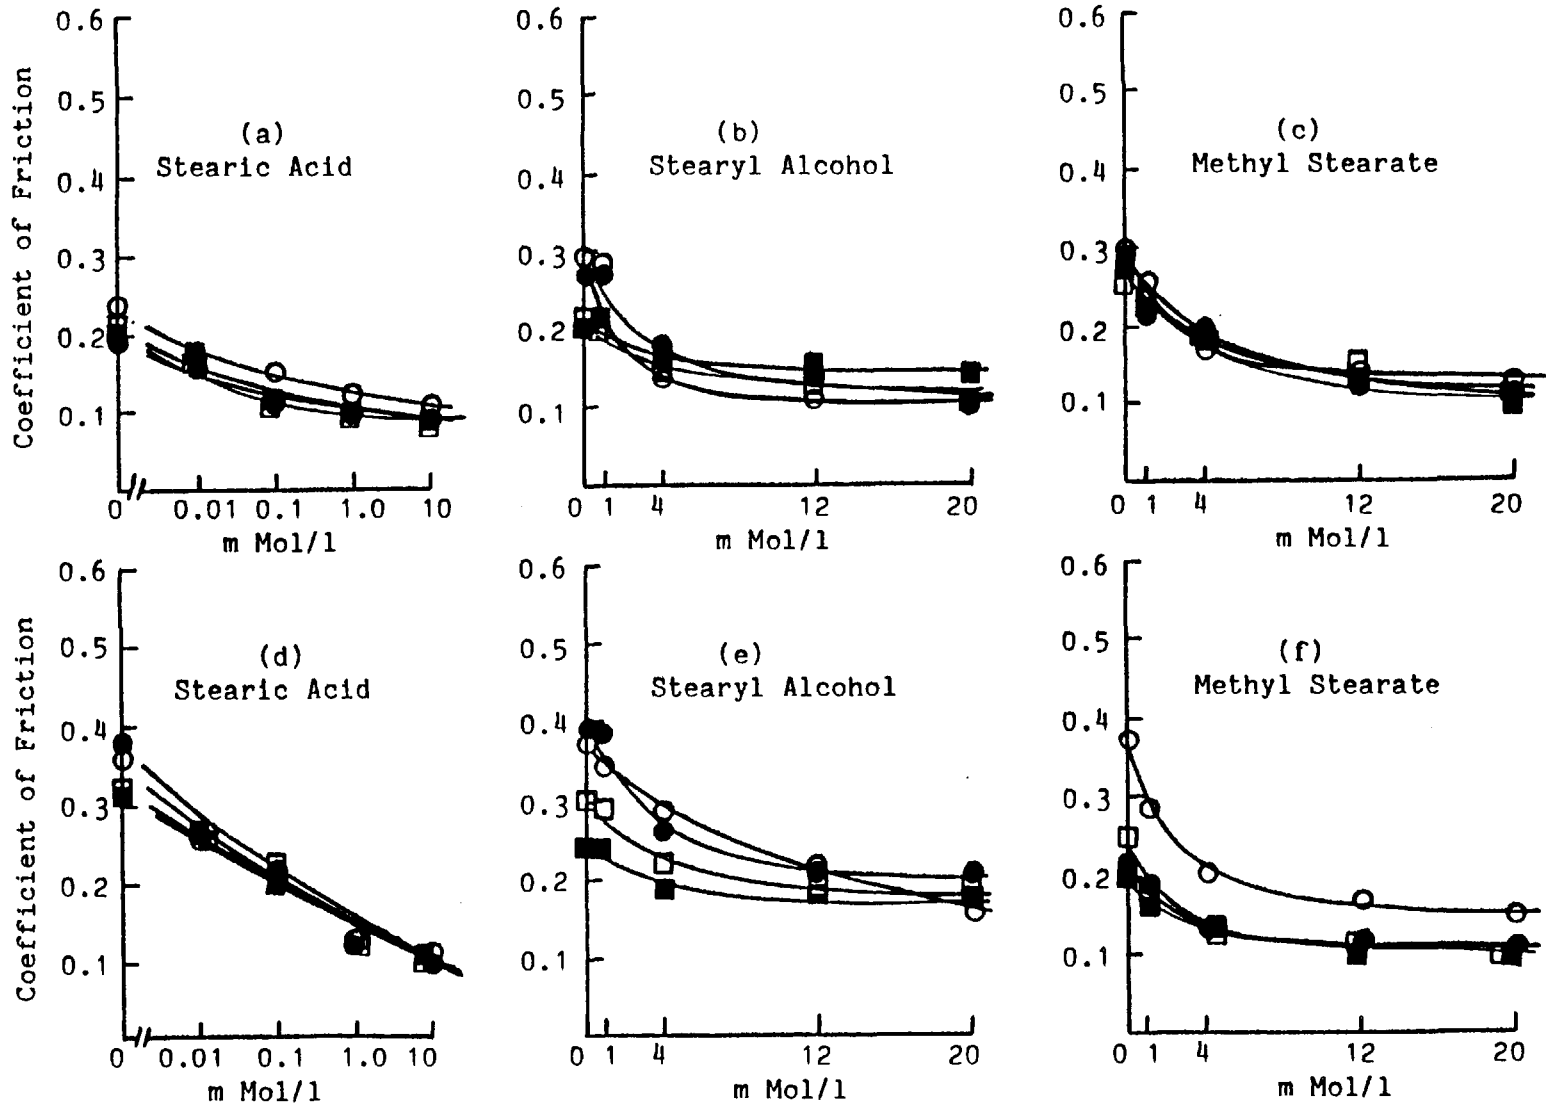 Coefficient of Friction
0.6
0.5
0.4
0.3
0.2
0.1
(a)
Stearic Acid
0 0.01 0.1 1.0 10
m Mol/l
0.6
0.5
0.4
0.3
0.2
0.1
(b)
Stearyl Alcohol
0 1 4 12 20
m Mol/l
0.6
0.5
0.4
0.3
0.2
0.1
(c)
Methyl Stearate
0 1 4 12 20
m Mol/l
Coefficient of Friction
0.6
0.5
0.4
0.3
0.2
0.1
(d)
Stearic Acid
0 0.01 0.1 1.0 10
m Mol/l
0.6
0.5
0.4
0.3
0.2
0.1
(e)
Stearyl Alcohol
0 1 4 12 20
m Mol/l
0.6
0.5
0.4
0.3
0.2
0.1
(f)
Methyl Stearate
0 1 4 12 20
m Mol/l